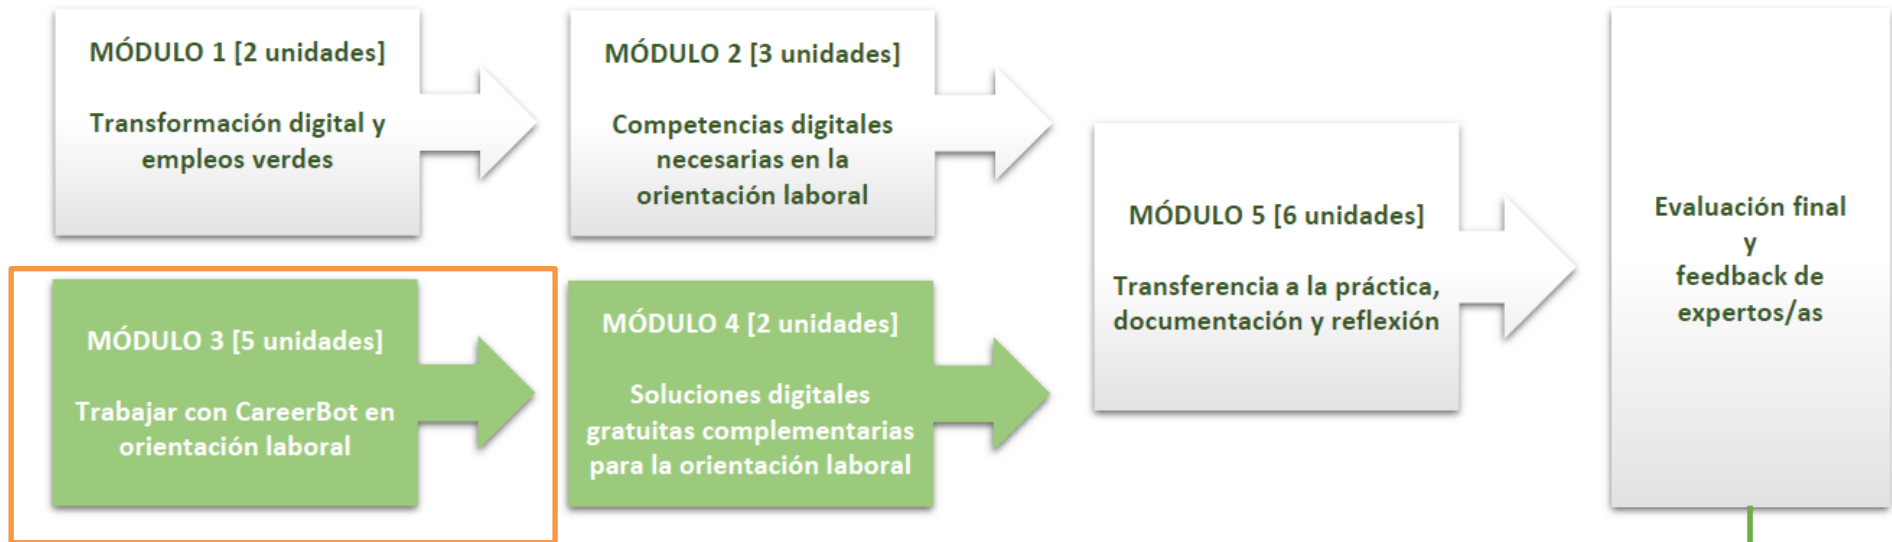 MÓDULO 1 [2 unidades]
Transformación digital y
empleos verdes
MÓDULO 2 [3 unidades]
Competencias digitales
necesarias en la
orientación laboral
MÓDULO 3 [5 unidades]
Trabajar con CareerBot en
orientación laboral
MÓDULO 4 [2 unidades]
Soluciones digitales
gratuitas complementarias
para la orientación laboral
MÓDULO 5 [6 unidades]
Transferencia a la práctica,
documentación y reflexión
Evaluación final
y
feedback de
expertos/as